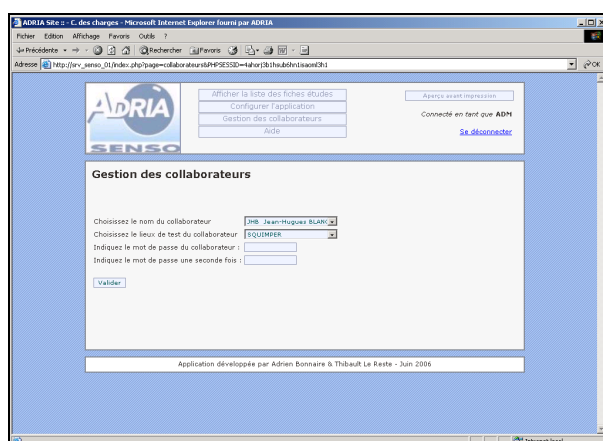 ADRIA Site :: - C. des charges - Microsoft Internet Explorer fourni par ADRIA
Fichier Edition Affichage Favoris Outils ?
Précédente Rechercher Favoris
Adresse http://srv_senso_01/index.php?page=collaborateurs&PHPSESSID=4ahorj3b1hsub6hn1isaoml3h1 OK
ADRIA
SENSO
Afficher la liste des fiches études
Configurer l'application
Gestion des collaborateurs
Aide
Aperçu avant impression
Connecté en tant que ADM
Se déconnecter
Gestion des collaborateurs
Choisissez le nom du collaborateur JHB Jean-Hugues BLANC
Choisissez le lieux de test du collaborateur SQUIMPER
Indiquez le mot de passe du collaborateur :
Indiquez le mot de passe une seconde fois :
Valider
Application développée par Adrien Bonnaire & Thibault Le Reste - Juin 2006
Intranet local